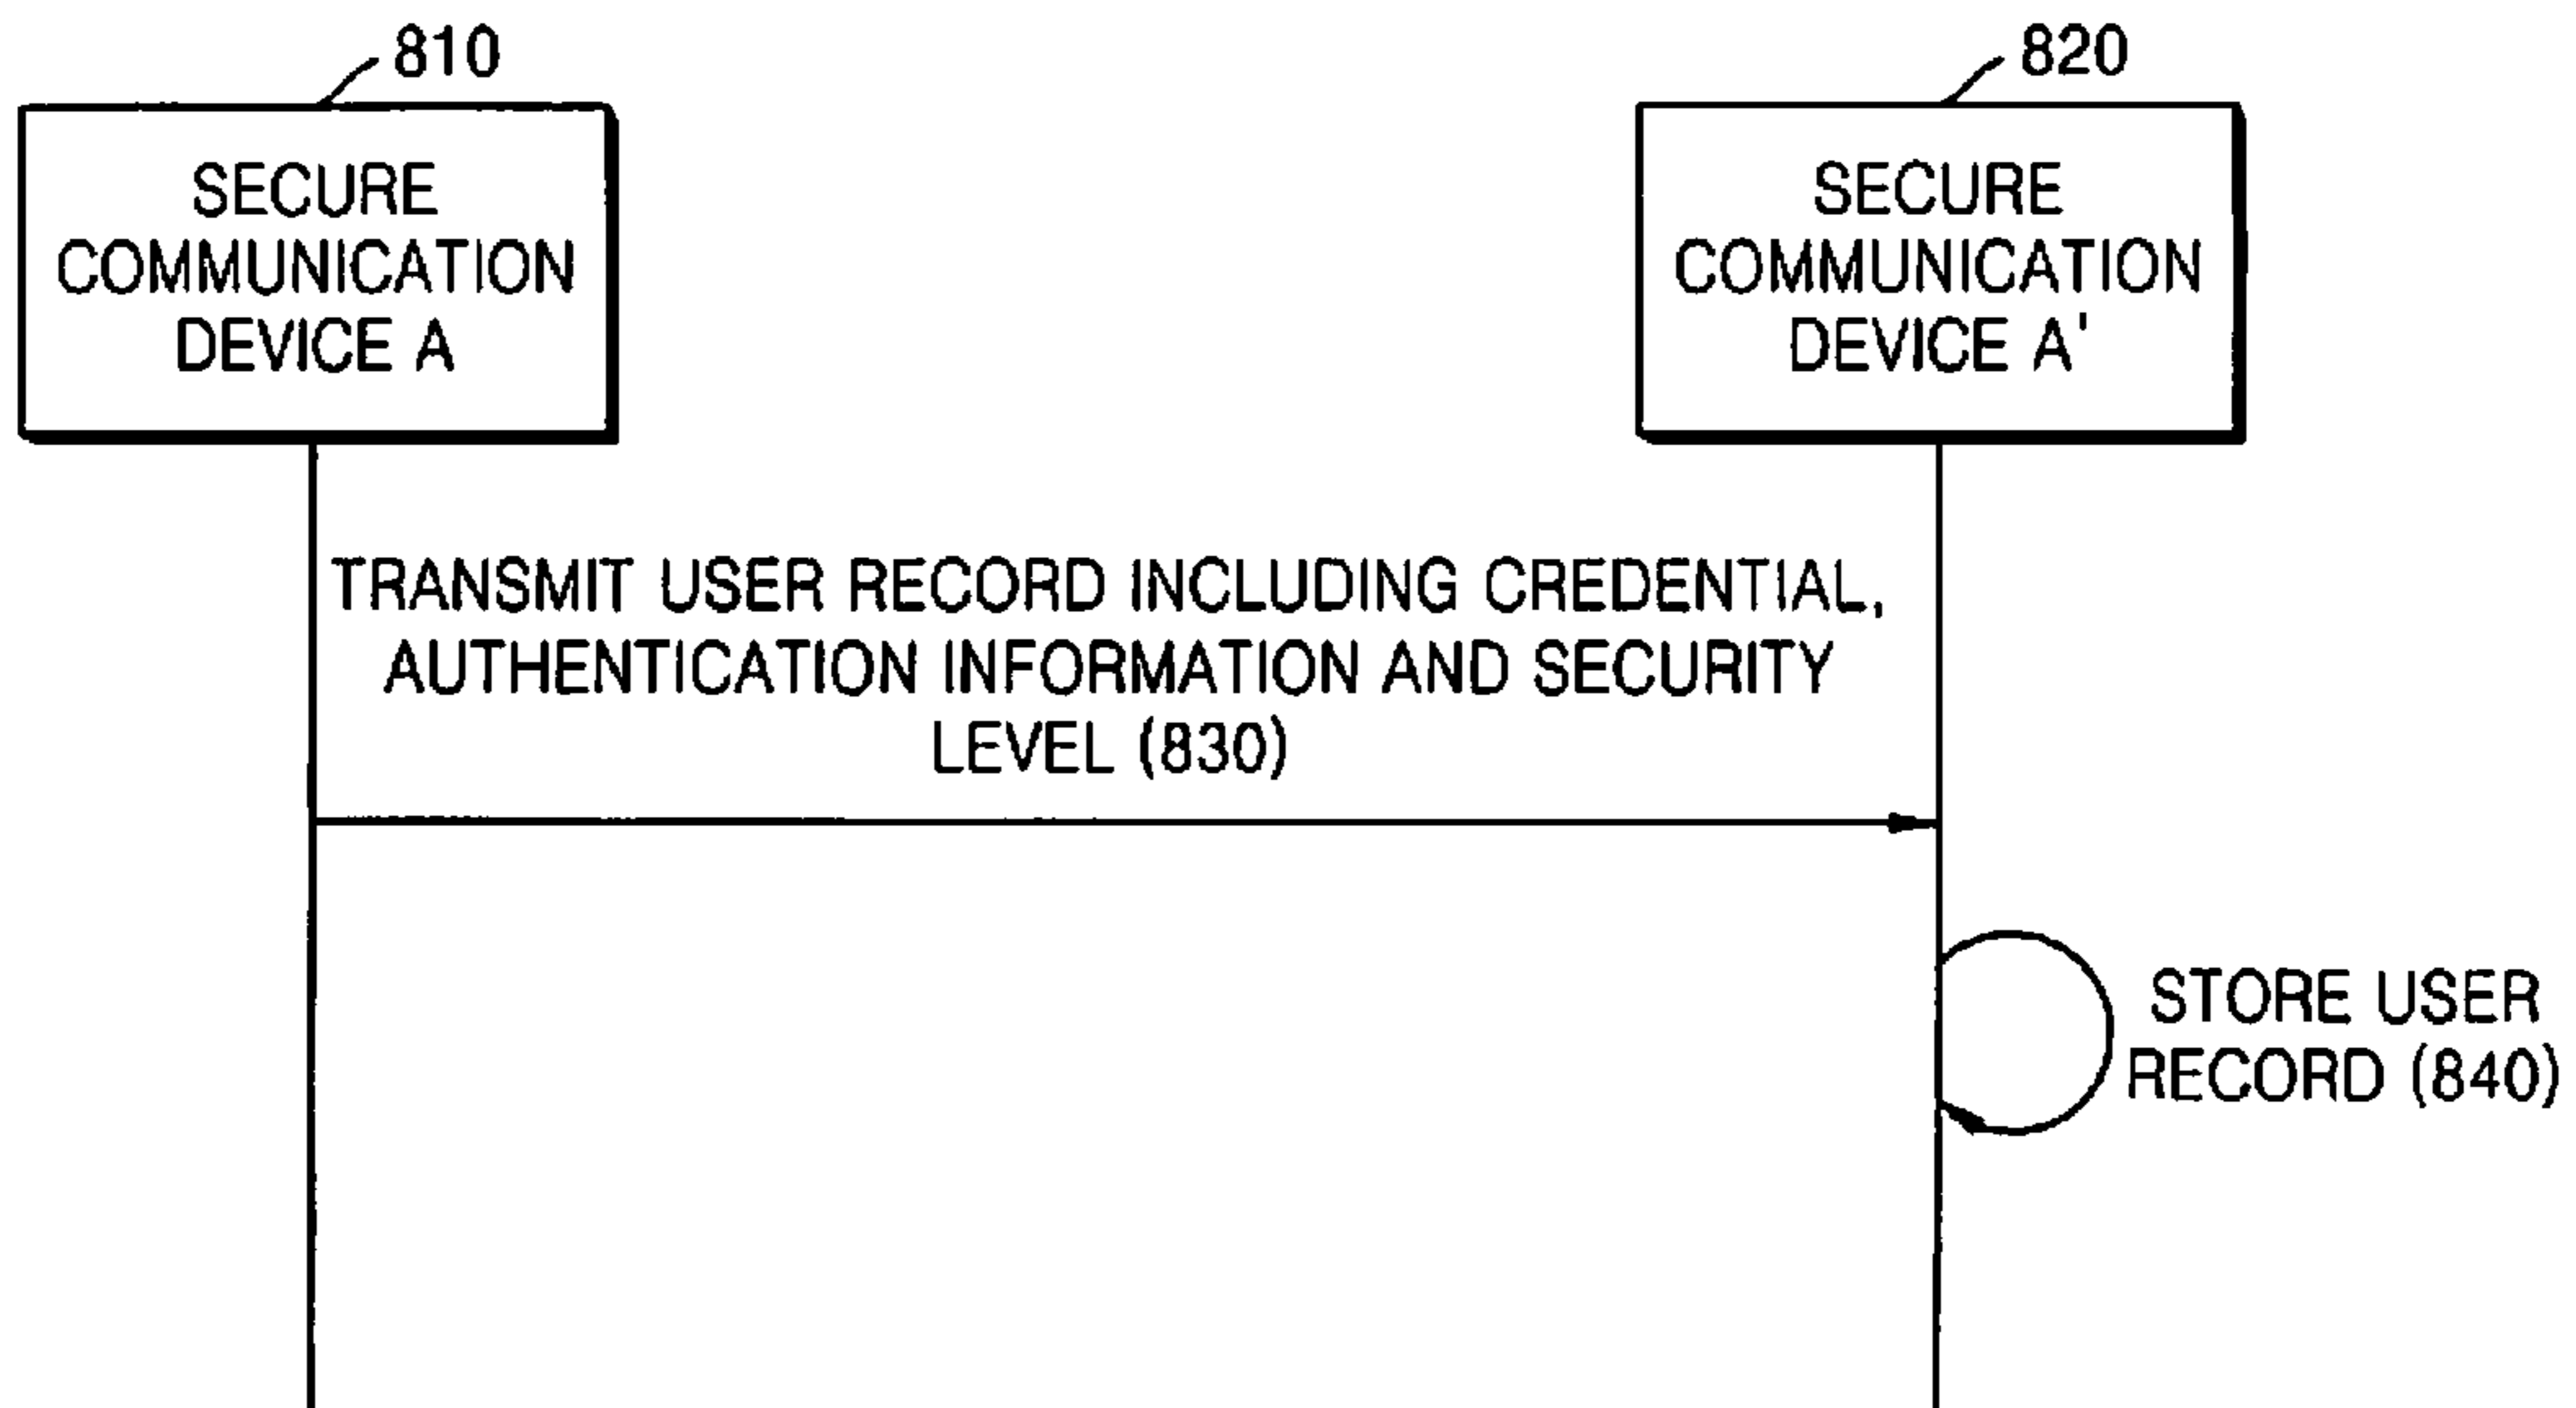 810
820
SECURE
COMMUNICATION
DEVICE A
SECURE
COMMUNICATION
DEVICE A'
TRANSMIT USER RECORD INCLUDING CREDENTIAL,
AUTHENTICATION INFORMATION AND SECURITY
LEVEL (830)
STORE USER
RECORD (840)